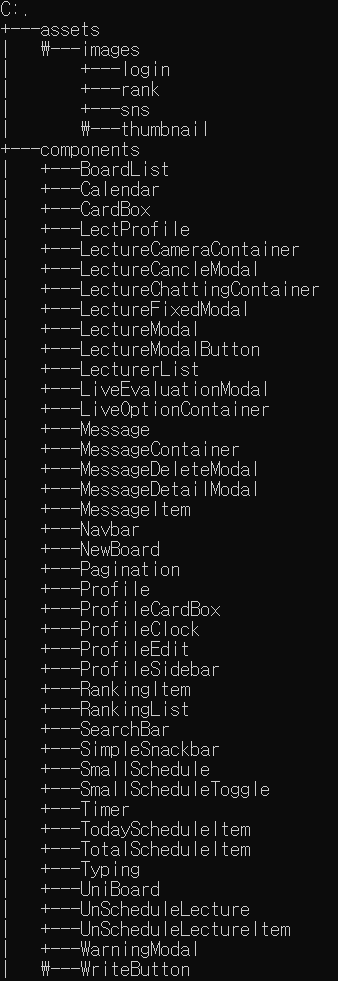 C:.
+---assets
|   ₩---images
|       +---login
|       +---rank
|       +---sns
|       ₩---thumbnail
+---components
|   +---BoardList
|   +---Calendar
|   +---CardBox
|   +---LectProfile
|   +---LectureCameraContainer
|   +---LectureCancleModal
|   +---LectureChattingContainer
|   +---LectureFixedModal
|   +---LectureModal
|   +---LectureModalButton
|   +---LecturerList
|   +---LiveEvaluationModal
|   +---LiveOptionContainer
|   +---Message
|   +---MessageContainer
|   +---MessageDeleteModal
|   +---MessageDetailModal
|   +---MessageItem
|   +---Navbar
|   +---NewBoard
|   +---Pagination
|   +---Profile
|   +---ProfileCardBox
|   +---ProfileClock
|   +---ProfileEdit
|   +---ProfileSidebar
|   +---RankingItem
|   +---RankingList
|   +---SearchBar
|   +---SimpleSnackbar
|   +---SmallSchedule
|   +---SmallScheduleToggle
|   +---Timer
|   +---TodayScheduleItem
|   +---TotalScheduleItem
|   +---Typing
|   +---UniBoard
|   +---UnScheduleLecture
|   +---UnScheduleLectureItem
|   +---WarningModal
|   ₩---WriteButton